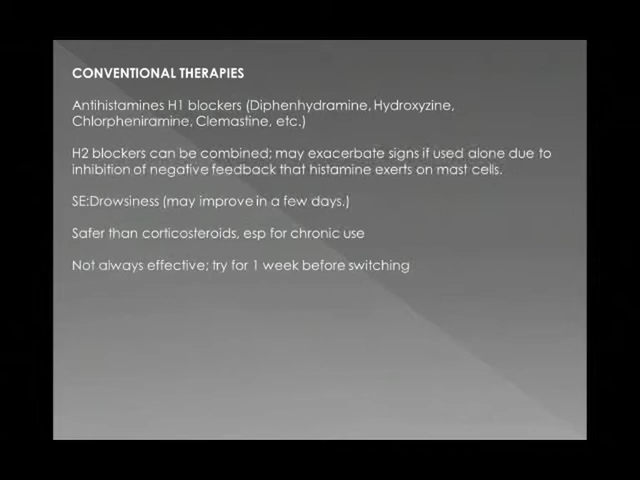 CONVENTIONAL THERAPIES
Antihistamines H1 blockers (Diphenhydramine, Hydroxyzine,
Chlorpheniramine, Clemastine, etc.)
H2 blockers can be combined; may exacerbate signs if used alone due to
inhibition of negative feedback that histamine exerts on mast cells.
SE:Drowsiness (may improve in a few days.)
Safer than corticosteroids, esp for chronic use
Not always effective; try for 1 week before switching